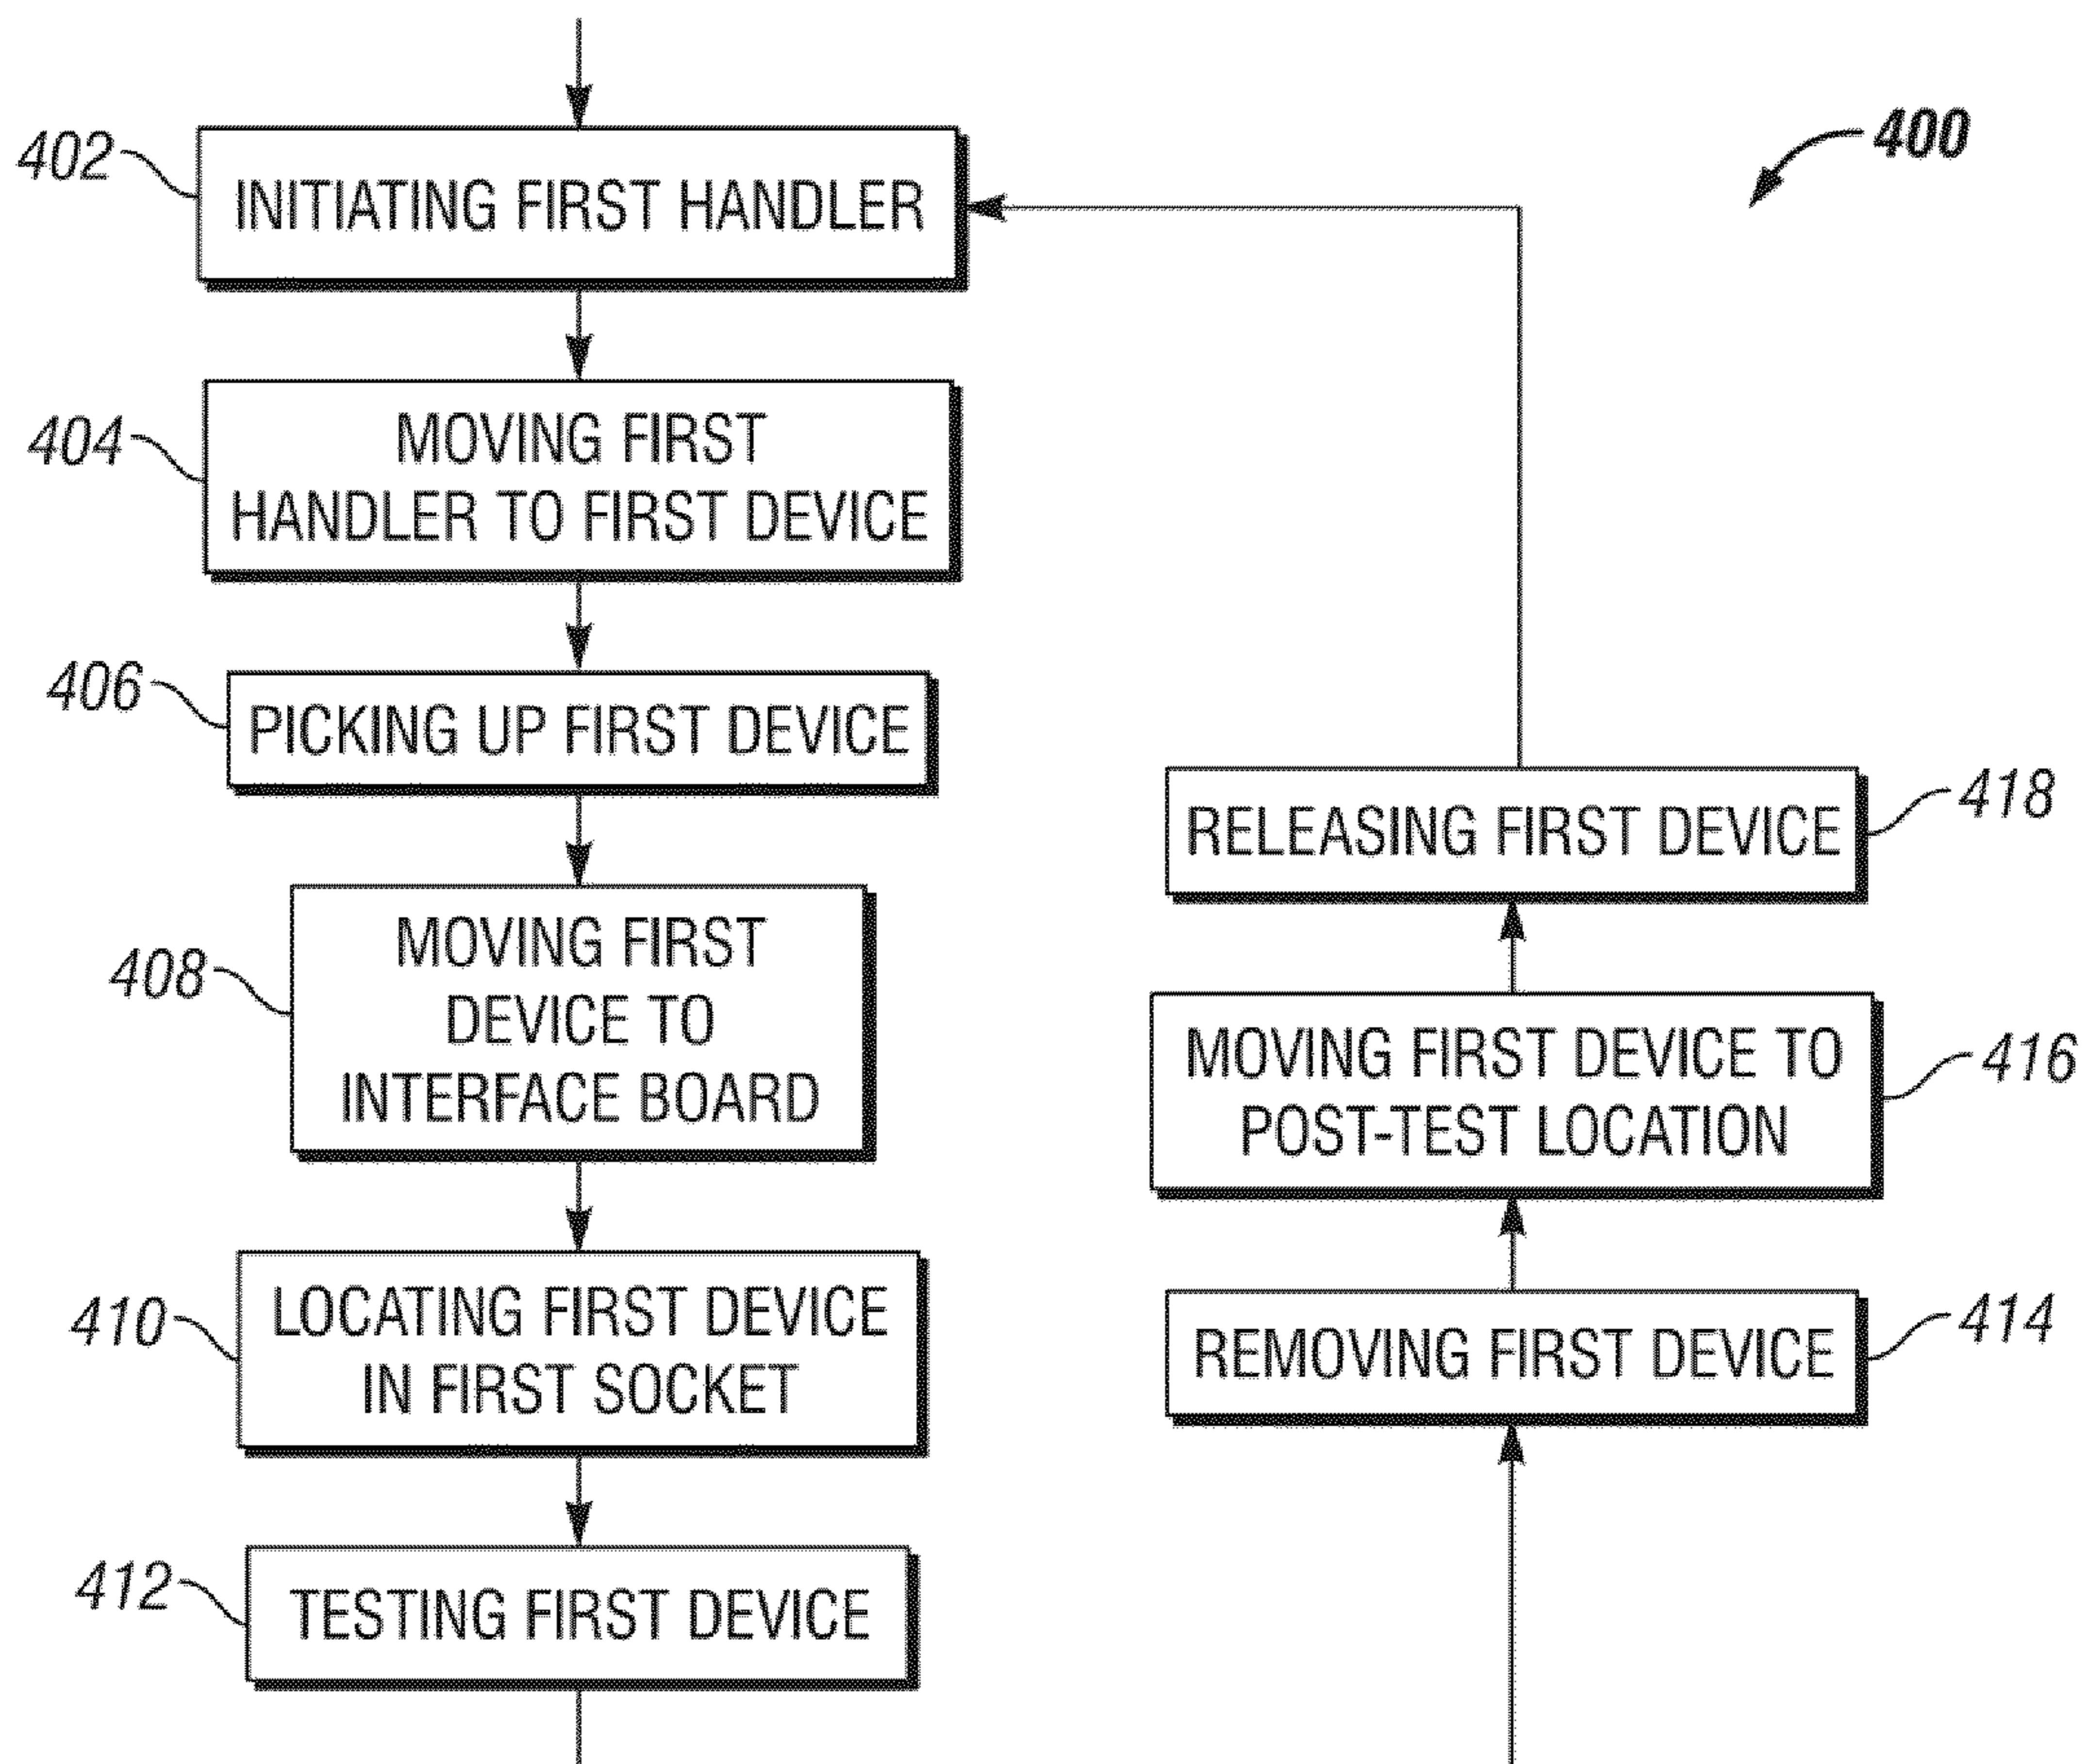 400
402
INITIATING FIRST HANDLER
404
MOVING FIRST
HANDLER TO FIRST DEVICE
406
PICKING UP FIRST DEVICE
408
MOVING FIRST
DEVICE TO
INTERFACE BOARD
410
LOCATING FIRST DEVICE
IN FIRST SOCKET
412
TESTING FIRST DEVICE
418
RELEASING FIRST DEVICE
416
MOVING FIRST DEVICE TO
POST-TEST LOCATION
414
REMOVING FIRST DEVICE